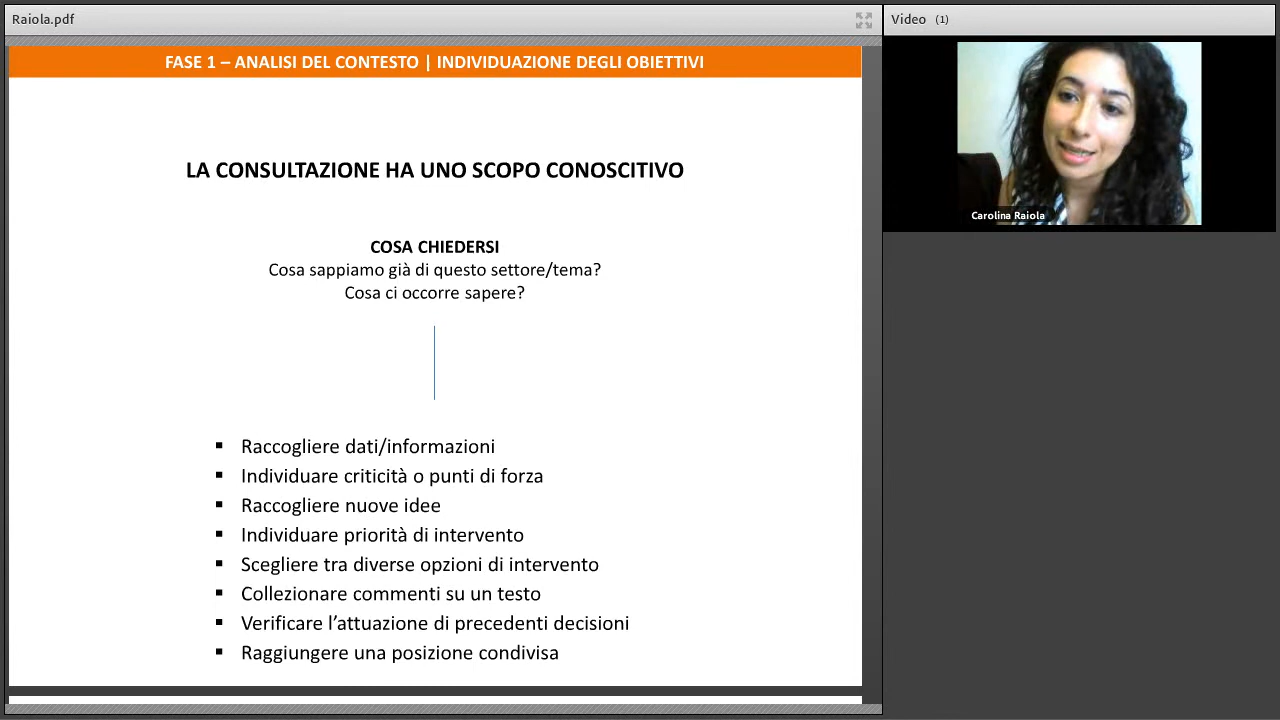 Raiola.pdf
Video (1)
FASE 1 – ANALISI DEL CONTESTO | INDIVIDUAZIONE DEGLI OBIETTIVI
LA CONSULTAZIONE HA UNO SCOPO CONOSCITIVO
COSA CHIEDERSI
Cosa sappiamo già di questo settore/tema?
Cosa ci occorre sapere?
▪ Raccogliere dati/informazioni
▪ Individuare criticità o punti di forza
▪ Raccogliere nuove idee
▪ Individuare priorità di intervento
▪ Scegliere tra diverse opzioni di intervento
▪ Collezionare commenti su un testo
▪ Verificare l’attuazione di precedenti decisioni
▪ Raggiungere una posizione condivisa
Carolina Raiola